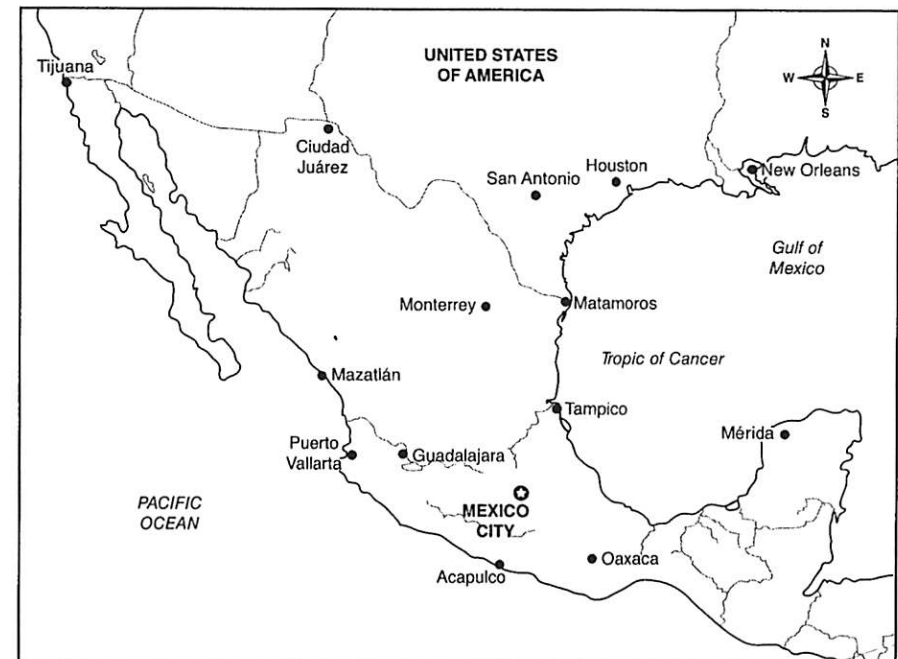 UNITED STATES
OF AMERICA
N
W
E
S
Tijuana
Ciudad
Juárez
San Antonio
Houston
New Orleans
Gulf of
Mexico
Monterrey
Matamoros
Tropic of Cancer
Mazatlán
Tampico
Mérida
Puerto
Vallarta
Guadalajara
PACIFIC
OCEAN
MEXICO
CITY
Oaxaca
Acapulco